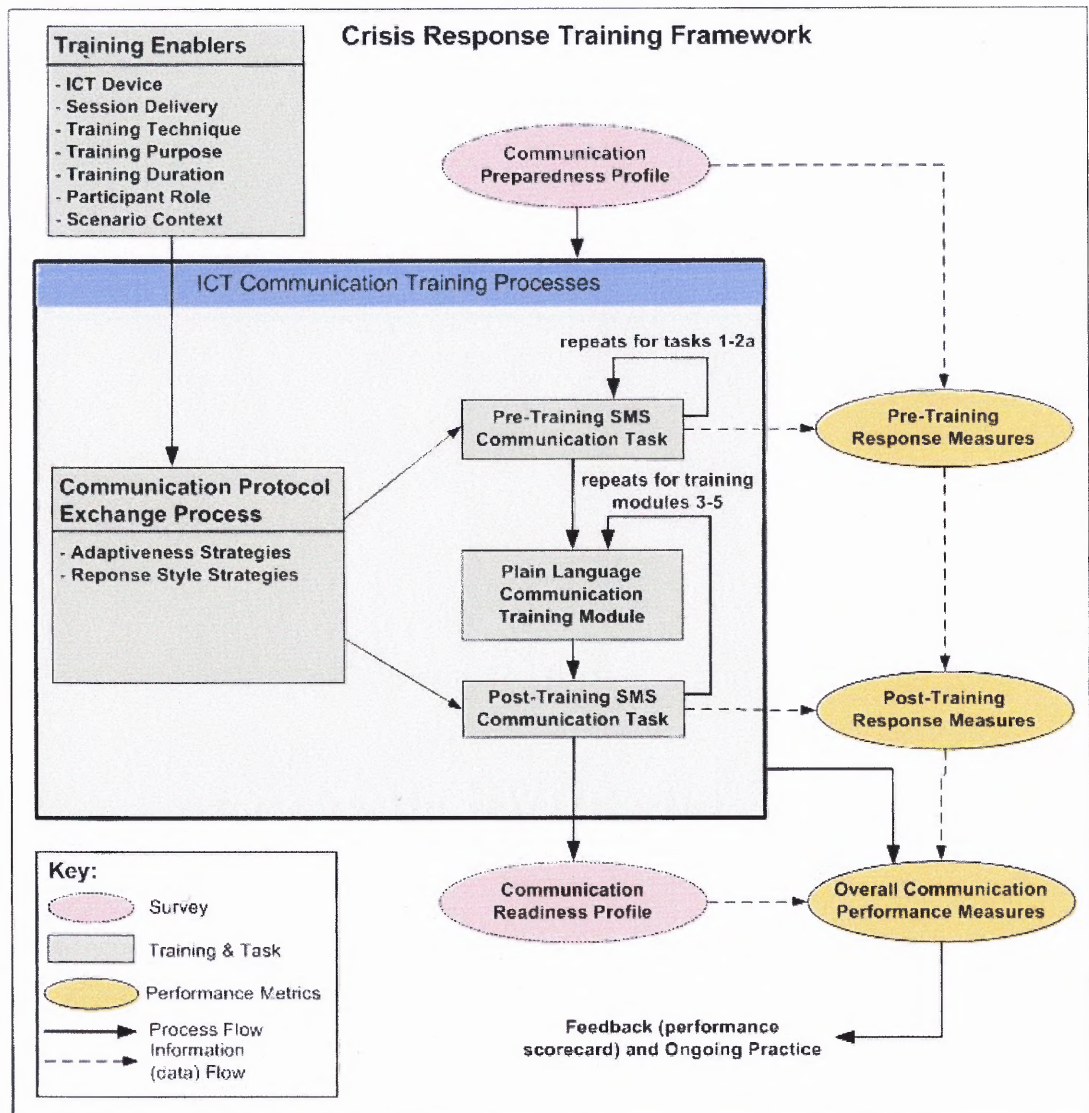 Crisis Response Training Framework
Training Enablers
- ICT Device
- Session Delivery
- Training Technique
- Training Purpose
- Training Duration
- Participant Role
- Scenario Context
Communication
Preparedness Profile
ICT Communication Training Processes
repeats for tasks 1-2a
Pre-Training SMS
Communication Task
Pre-Training
Response Measures
repeats for training
modules 3-5
Communication Protocol
Exchange Process
- Adaptiveness Strategies
- Reponse Style Strategies
Plain Language
Communication
Training Module
Post-Training SMS
Communication Task
Post-Training
Response Measures
Key:
Survey
Training & Task
Performance Metrics
Process Flow
Information
(data) Flow
Communication
Readiness Profile
Overall Communication
Performance Measures
Feedback (performance
scorecard) and Ongoing Practice